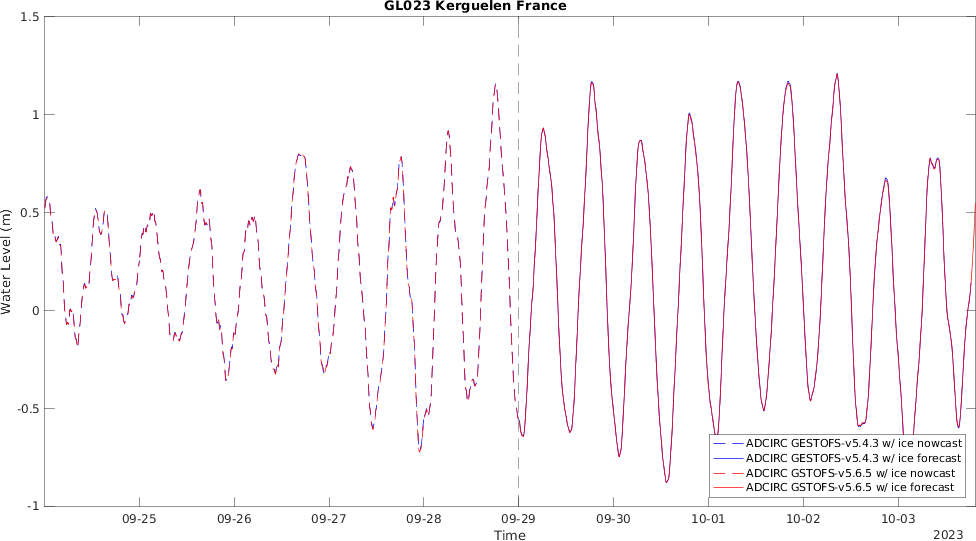 GL023 Kerguelen France
1.5
1
0.5
0
-0.5
-1
Water Level (m)
ADCIRC GESTOFS-v5.4.3 w/ ice nowcast
ADCIRC GESTOFS-v5.4.3 w/ ice forecast
ADCIRC GSTOFS-v5.6.5 w/ ice nowcast
ADCIRC GSTOFS-v5.6.5 w/ ice forecast
09-25 09-26 09-27 09-28 09-29 09-30 10-01 10-02 10-03
Time
2023